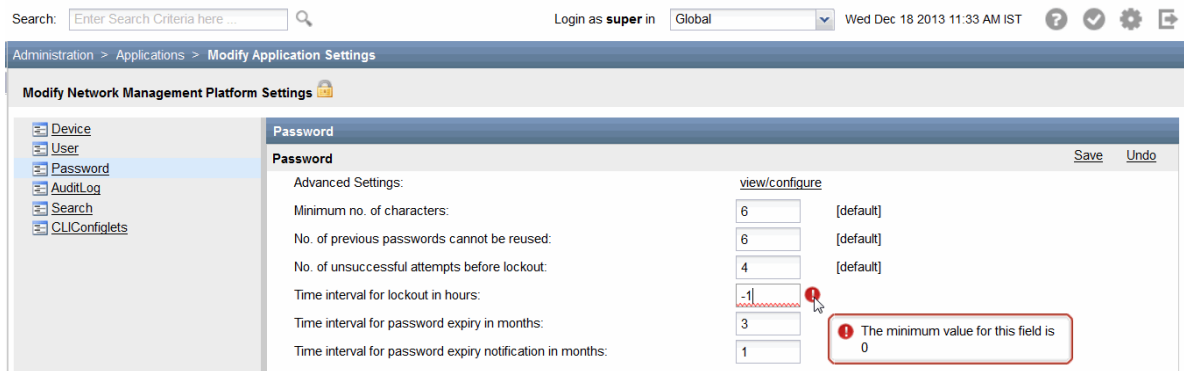 Search: Enter Search Criteria here ... Login as super in Global Wed Dec 18 2013 11:33 AM IST
Administration > Applications > Modify Application Settings
Modify Network Management Platform Settings
Device
User
Password
AuditLog
Search
CLIConfiglets
Password
Password Save Undo
Advanced Settings: view/configure
Minimum no. of characters: 6 [default]
No. of previous passwords cannot be reused: 6 [default]
No. of unsuccessful attempts before lockout: 4 [default]
Time interval for lockout in hours: -1
Time interval for password expiry in months: 3
Time interval for password expiry notification in months: 1
The minimum value for this field is
0